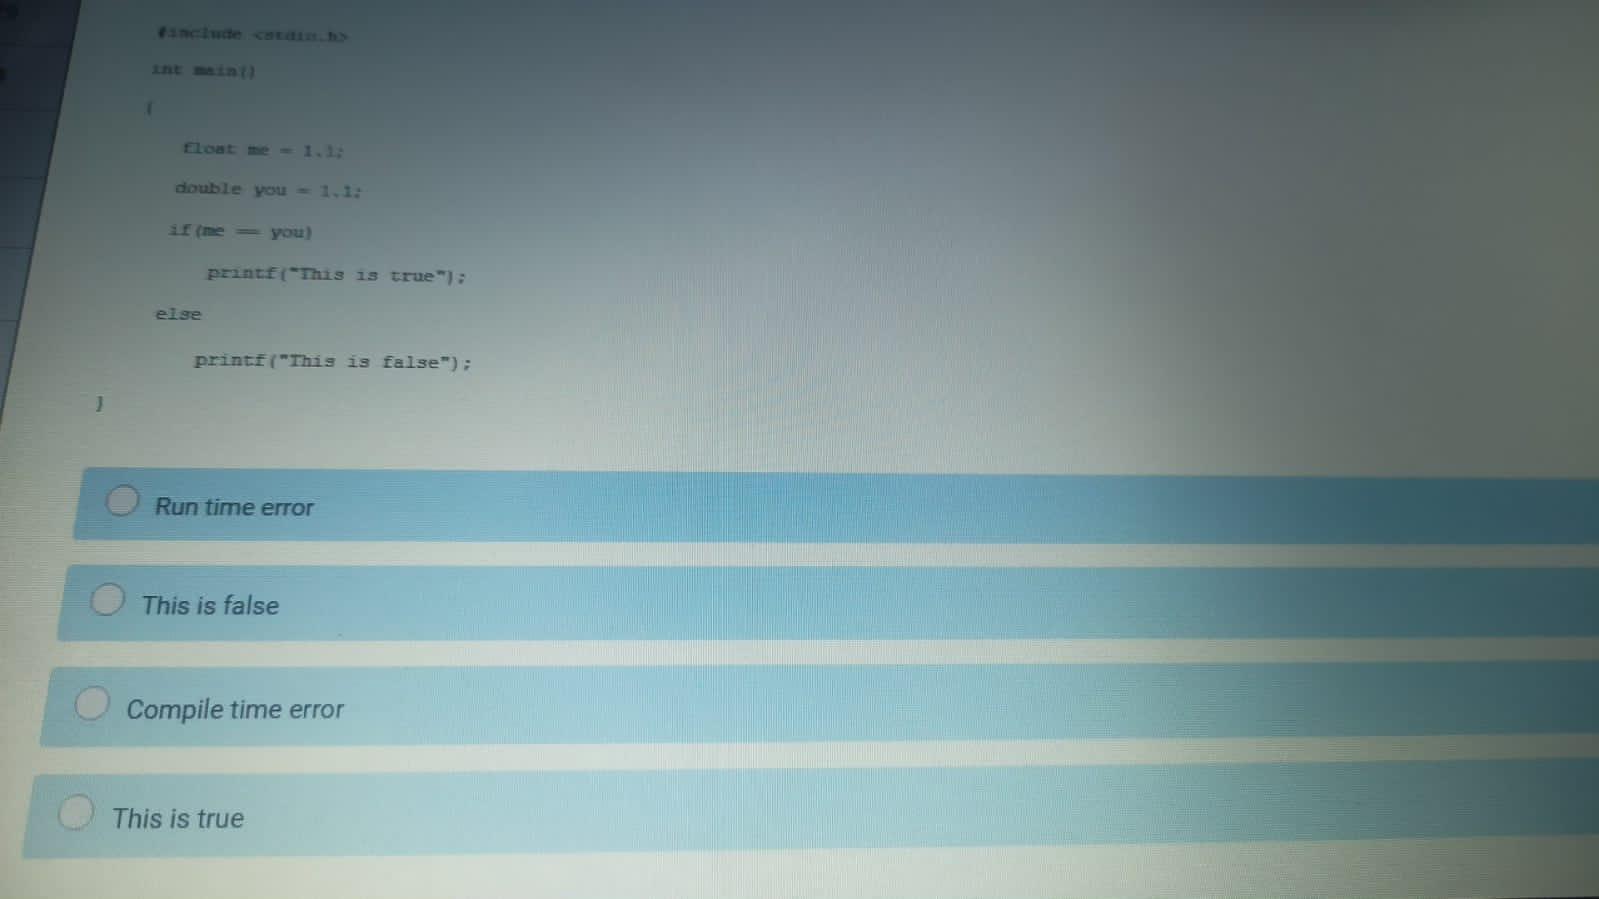 #include <stdio.h>
int main()
{
float me = 1.1;
double you = 1.1;
if(me == you)
printf("This is true");
else
printf("This is false");
}
Run time error
This is false
Compile time error
This is true